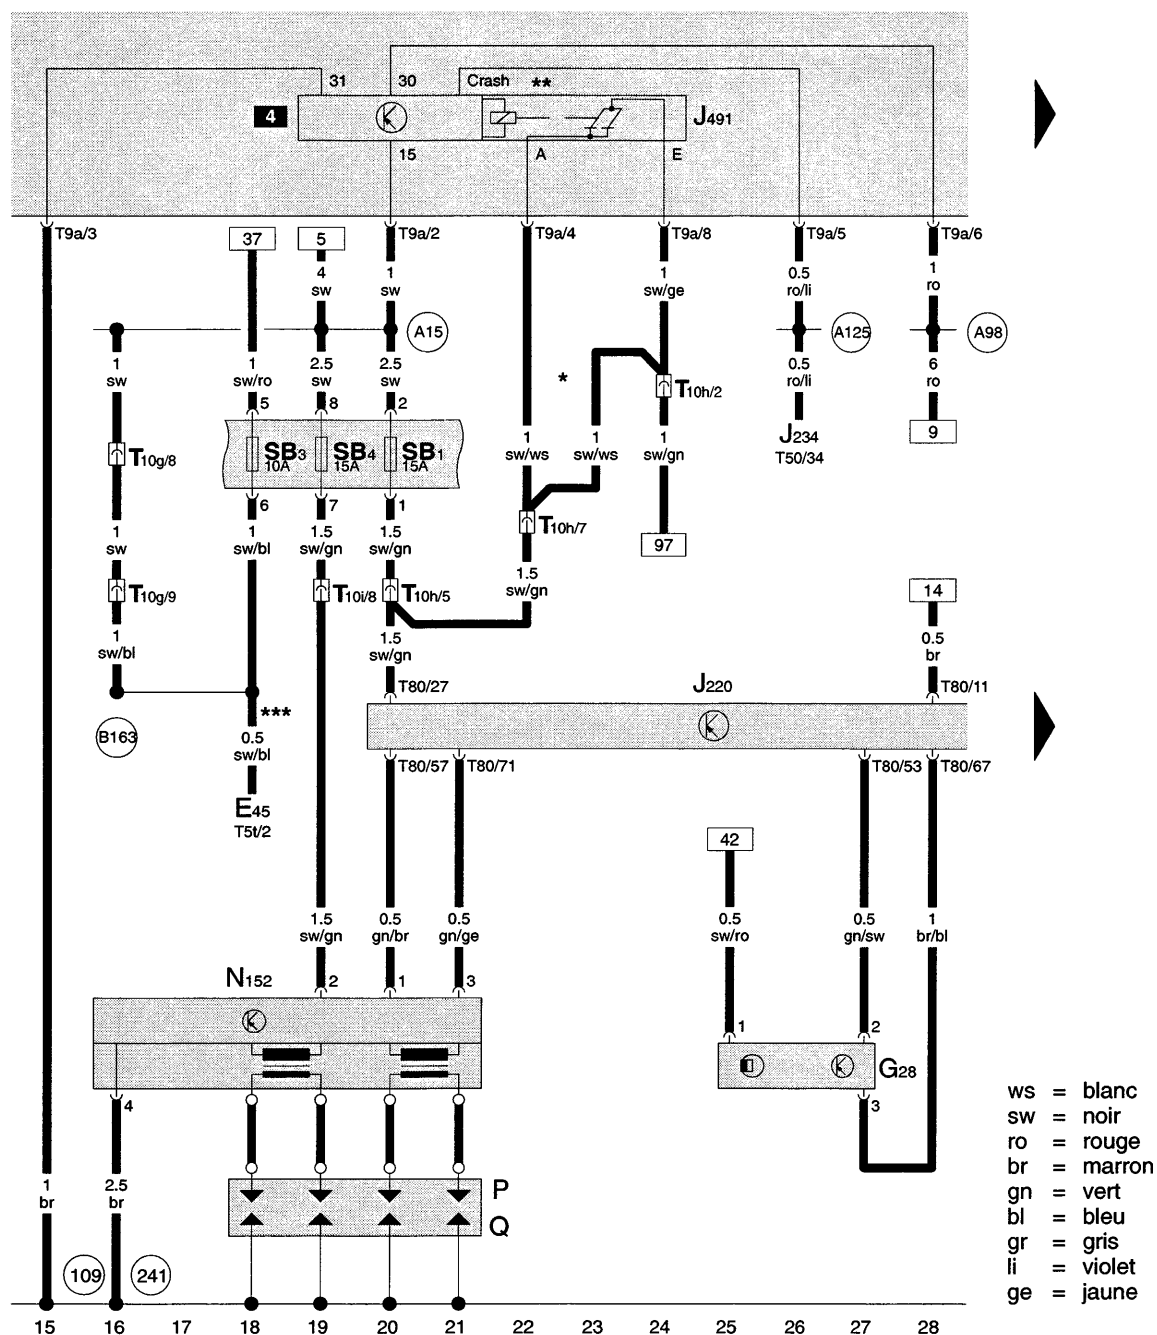 31 30 Crash **
4
J491
15 A E
T9a/3 37 5 T9a/2 T9a/4 T9a/8 T9a/5 T9a/6
4 1 1 0.5 1
sw sw sw/ge ro/li ro
A15 A125 A98
1 1 2.5 2.5 * 0.5 6
sw sw/ro sw sw ro/li ro
T10h/2
5 8 2
J234 9
T50/34
T10g/8 SB3 SB4 SB1 1 1 1
10A 15A 15A sw/ws sw/ws sw/gn
6 7 1
T10h/7
1 1 1.5 1.5 97
sw sw/bl sw/gn sw/gn
T10g/9 T10i/8 T10h/5 1.5 14
sw/gn
1 1.5 0.5
sw/bl sw/gn br
T80/27 J220 T80/11
***
B163 0.5
sw/bl
T80/57 T80/71 T80/53 T80/67
E45
T5t/2
42
1.5 0.5 0.5 0.5 0.5 1
sw/gn gn/br gn/ge sw/ro gn/sw br/bl
N152 2 1 3
1 2
G28
4 3
ws = blanc
sw = noir
ro = rouge
br = marron
gn = vert
bl = bleu
gr = gris
li = violet
ge = jaune
1 2.5 P
br br Q
109 241
15 16 17 18 19 20 21 22 23 24 25 26 27 28